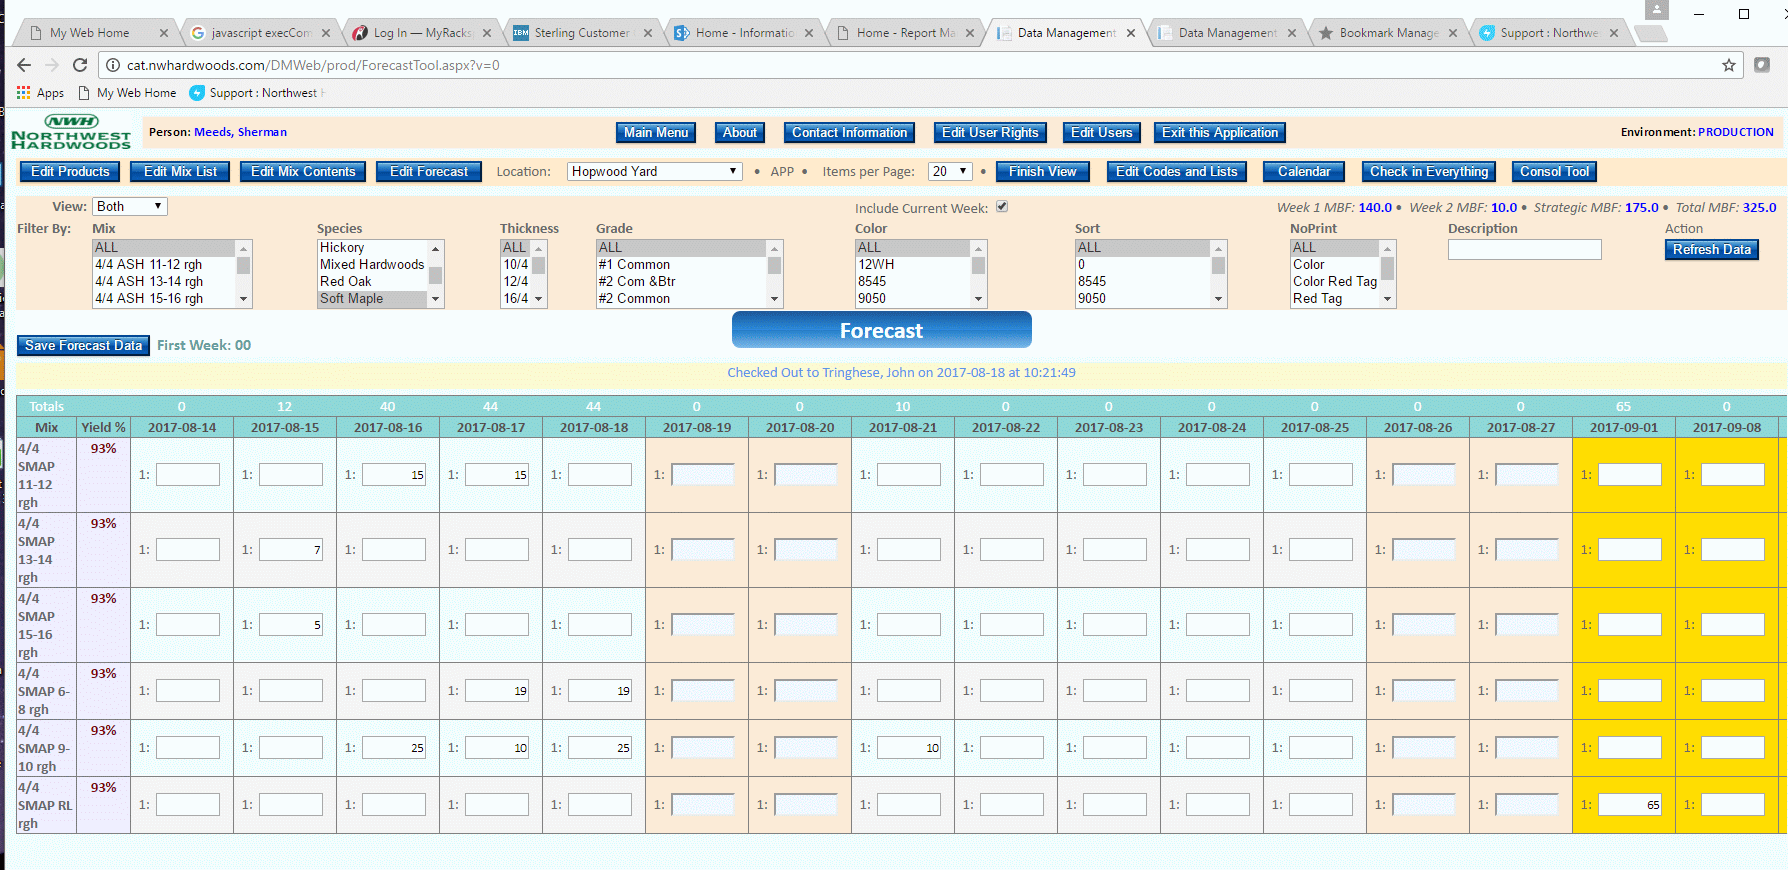 My Web Home
javascript execCom
Log In — MyRacks
Sterling Customer
Home - Informatio
Home - Report Ma
Data Management
Data Management
Bookmark Manage
Support : Northwe
cat.nwhardwoods.com/DMWeb/prod/ForecastTool.aspx?v=0
Apps My Web Home Support : Northwest
NWH
NORTHWEST
HARDWOODS
Person: Meeds, Sherman
Main Menu About Contact Information Edit User Rights Edit Users Exit this Application
Environment: PRODUCTION
Edit Products Edit Mix List Edit Mix Contents Edit Forecast Location: Hopwood Yard • APP • Items per Page: 20 • Finish View Edit Codes and Lists Calendar Check in Everything Consol Tool
View: Both Include Current Week: Week 1 MBF: 140.0 • Week 2 MBF: 10.0 • Strategic MBF: 175.0 • Total MBF: 325.0
Filter By: Mix Species Thickness Grade Color Sort NoPrint Description Action
ALL Hickory ALL ALL ALL ALL ALL Refresh Data
4/4 ASH 11-12 rgh Mixed Hardwoods 10/4 #1 Common 12WH 0 Color
4/4 ASH 13-14 rgh Red Oak 12/4 #2 Com &Btr 8545 8545 Color Red Tag
4/4 ASH 15-16 rgh Soft Maple 16/4 #2 Common 9050 9050 Red Tag
Forecast
Save Forecast Data First Week: 00
Checked Out to Tringhese, John on 2017-08-18 at 10:21:49
Totals 0 12 40 44 44 0 0 10 0 0 0 0 0 0 65 0
Mix Yield % 2017-08-14 2017-08-15 2017-08-16 2017-08-17 2017-08-18 2017-08-19 2017-08-20 2017-08-21 2017-08-22 2017-08-23 2017-08-24 2017-08-25 2017-08-26 2017-08-27 2017-09-01 2017-09-08
4/4 93%
SMAP
11-12
rgh
1: 1: 1: 15 1: 15 1: 1: 1: 1: 1: 1: 1: 1: 1: 1: 1: 1:
4/4 93%
SMAP
13-14
rgh
1: 1: 7 1: 1: 1: 1: 1: 1: 1: 1: 1: 1: 1: 1: 1: 1:
4/4 93%
SMAP
15-16
rgh
1: 1: 5 1: 1: 1: 1: 1: 1: 1: 1: 1: 1: 1: 1: 1: 1:
4/4 93%
SMAP 6-
8 rgh
1: 1: 1: 1: 19 1: 19 1: 1: 1: 1: 1: 1: 1: 1: 1: 1: 1:
4/4 93%
SMAP 9-
10 rgh
1: 1: 1: 25 1: 10 1: 25 1: 1: 1: 10 1: 1: 1: 1: 1: 1: 1: 1:
4/4 93%
SMAP RL
rgh
1: 1: 1: 1: 1: 1: 1: 1: 1: 1: 1: 1: 1: 1: 1: 65 1: